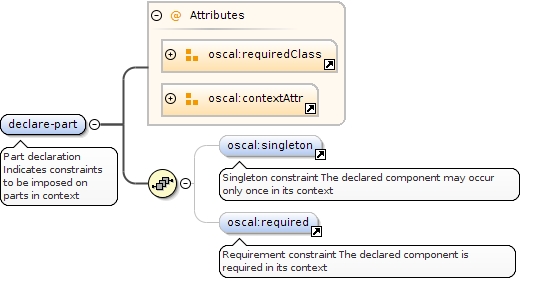 Attributes
oscal:requiredClass
oscal:contextAttr
declare-part
Part declaration
Indicates constraints
to be imposed on
parts in context
oscal:singleton
Singleton constraint The declared component may occur
only once in its context
oscal:required
Requirement constraint The declared component is
required in its context